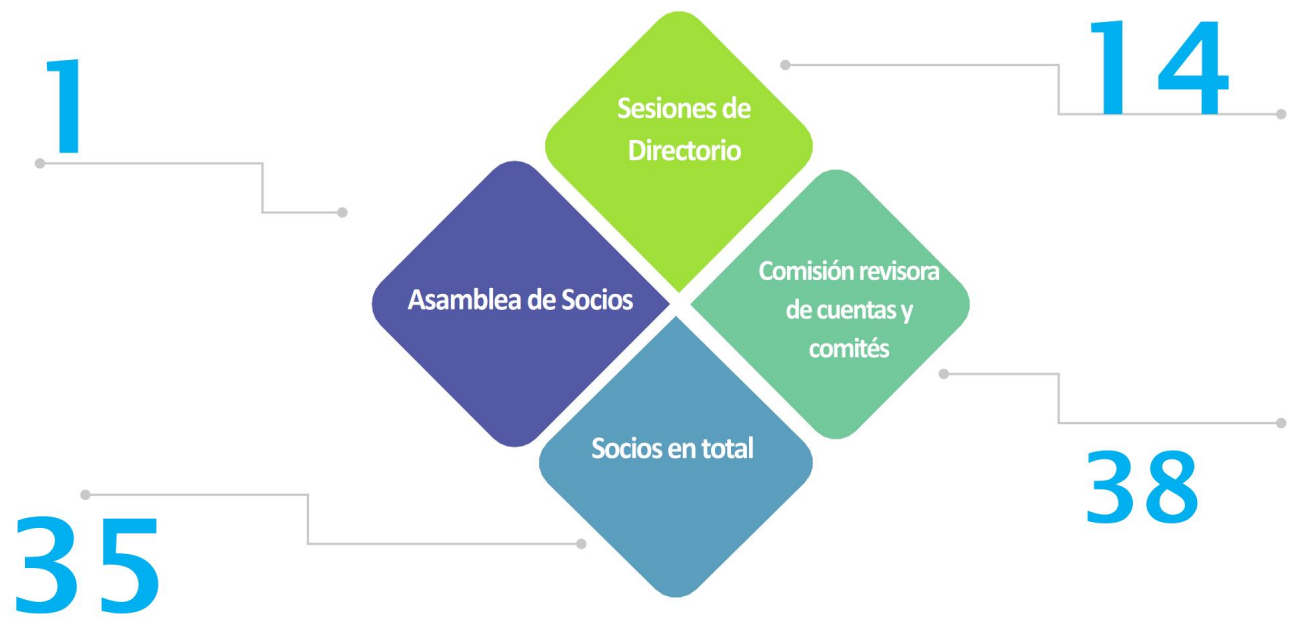 14
1
Sesiones de
Directorio
Asamblea de Socios
Comisión revisora
de cuentas y
comités
Socios en total
38
35